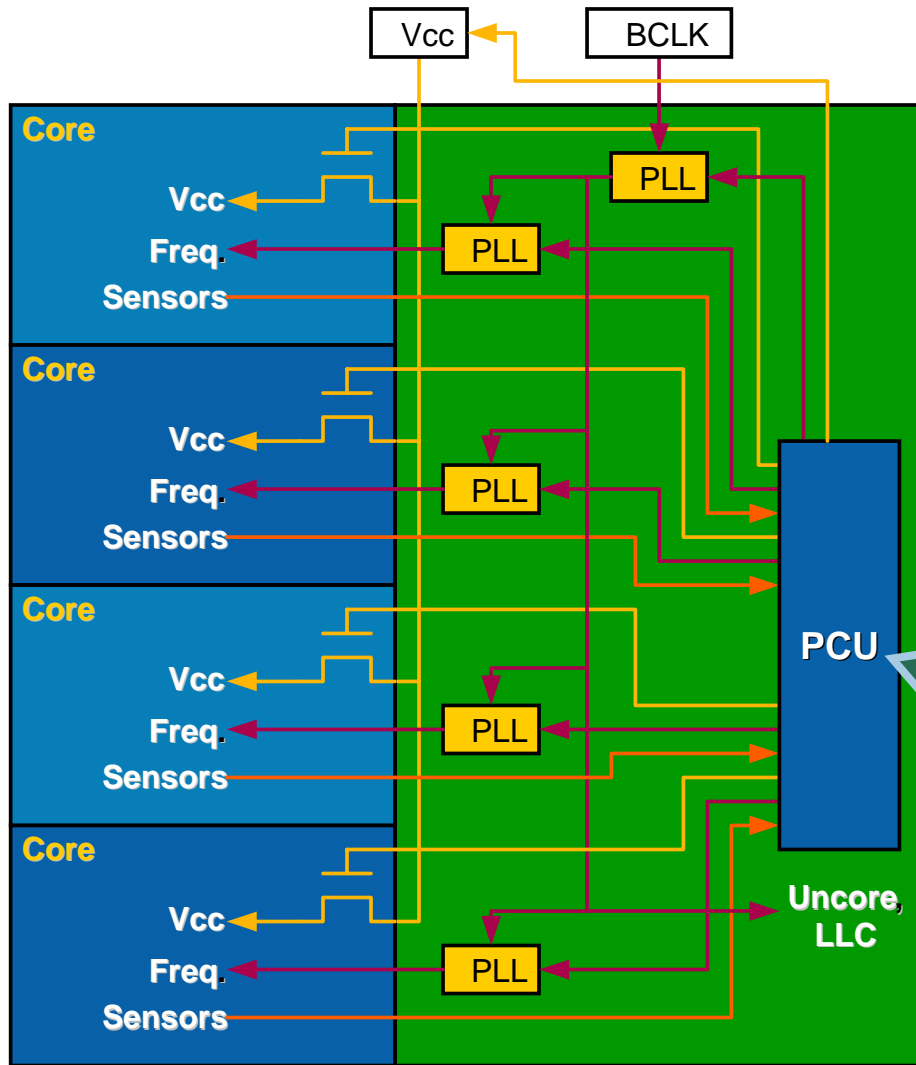 Vcc
BCLK
Core
PLL
Vcc
PLL
Freq.
Sensors
Core
Vcc
PLL
Freq.
Sensors
Core
PCU
Vcc
PLL
Freq.
Sensors
Core
Uncore,
LLC
Vcc
PLL
Freq.
Sensors